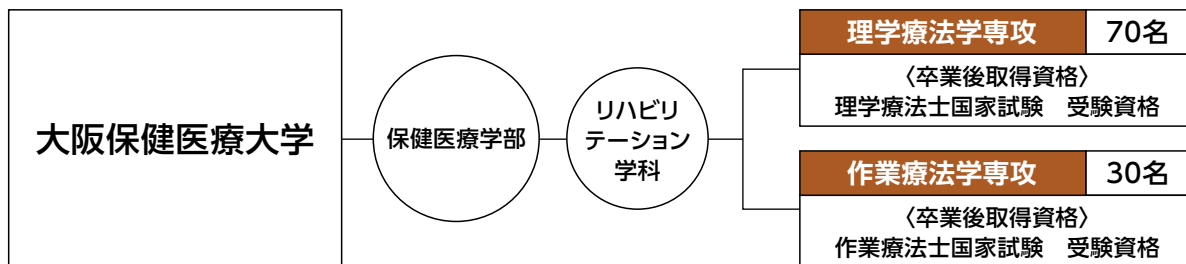 大阪保健医療大学
保健医療学部
リハビリ
テーション
学科
理学療法学専攻 70名
〈卒業後取得資格〉
理学療法士国家試験　受験資格
作業療法学専攻 30名
〈卒業後取得資格〉
作業療法士国家試験　受験資格